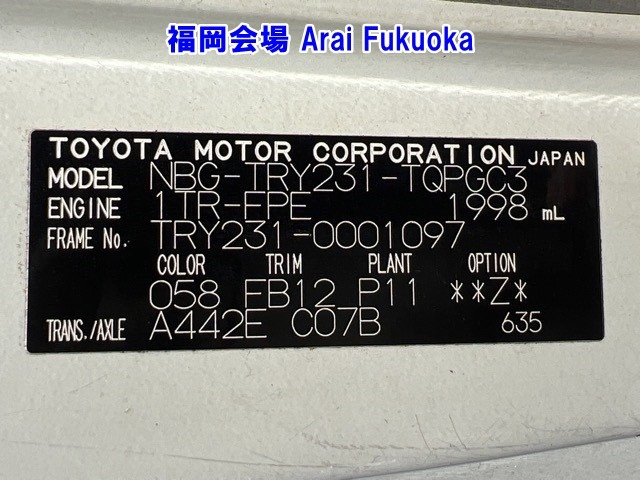 福岡会場 Arai Fukuoka
TOYOTA MOTOR CORPORATION JAPAN
MODEL NBG-TRY231-TQPGC3
ENGINE 1TR-FPE 1998 mL
FRAME No. TRY231-0001097
COLOR TRIM PLANT OPTION
058 FB12 P11 **Z*
TRANS./AXLE A442E C07B 635